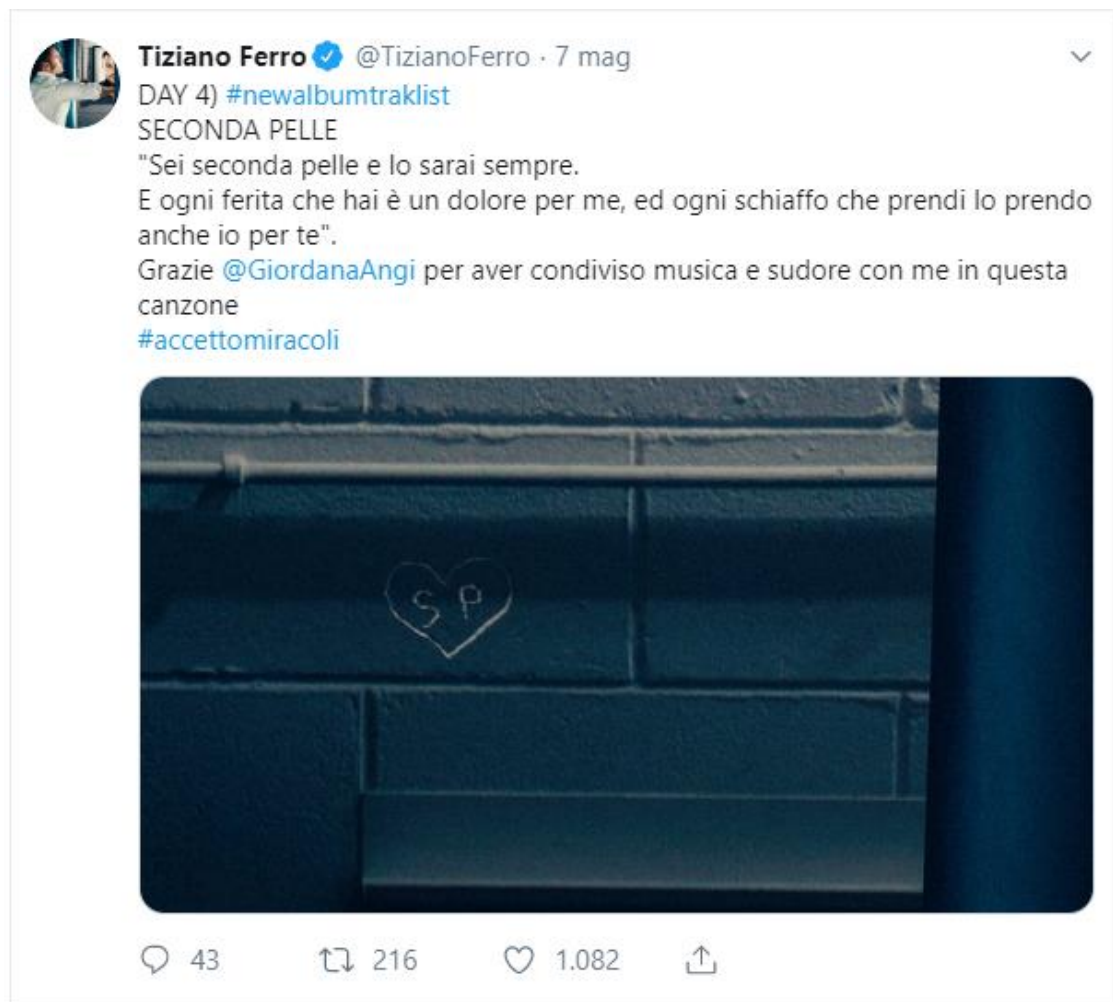 Tiziano Ferro @TizianoFerro · 7 mag
DAY 4) #newalbumtraklist
SECONDA PELLE
"Sei seconda pelle e lo sarai sempre.
E ogni ferita che hai è un dolore per me, ed ogni schiaffo che prendi lo prendo
anche io per te".
Grazie @GiordanaAngi per aver condiviso musica e sudore con me in questa
canzone
#accettomiracoli
S P
43 216 1.082